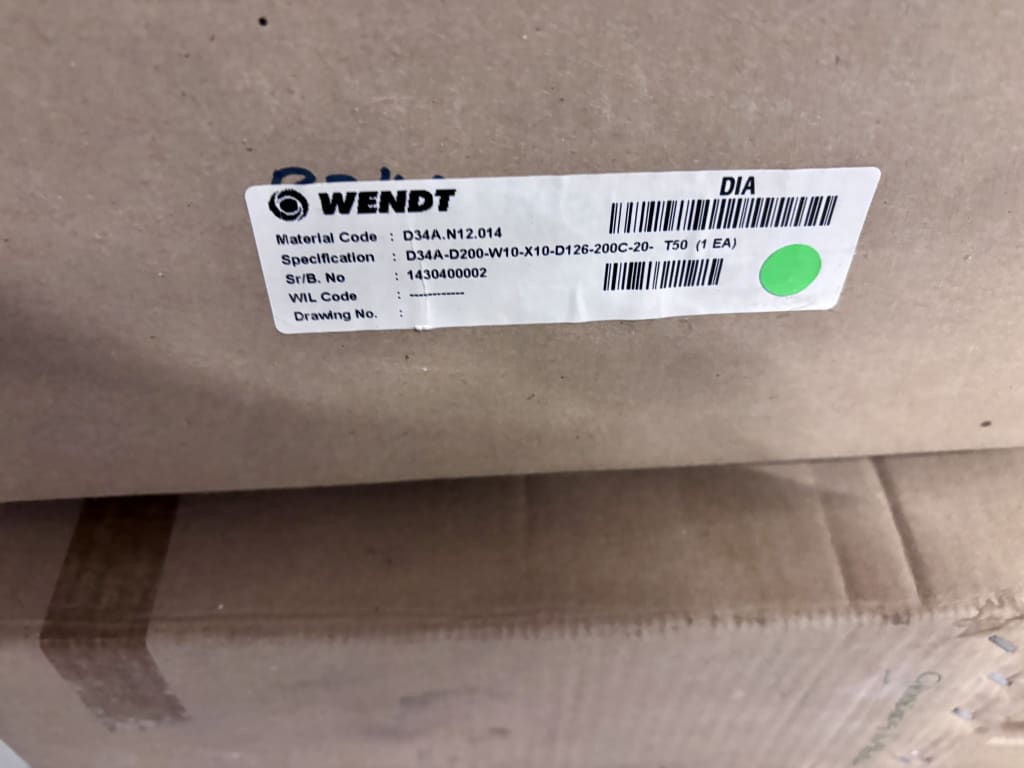 WENDT
DIA
Material Code : D34A.N12.014
Specification : D34A-D200-W10-X10-D126-200C-20- T50 (1 EA)
Sr/B. No : 1430400002
WIL Code : ------------
Drawing No. :